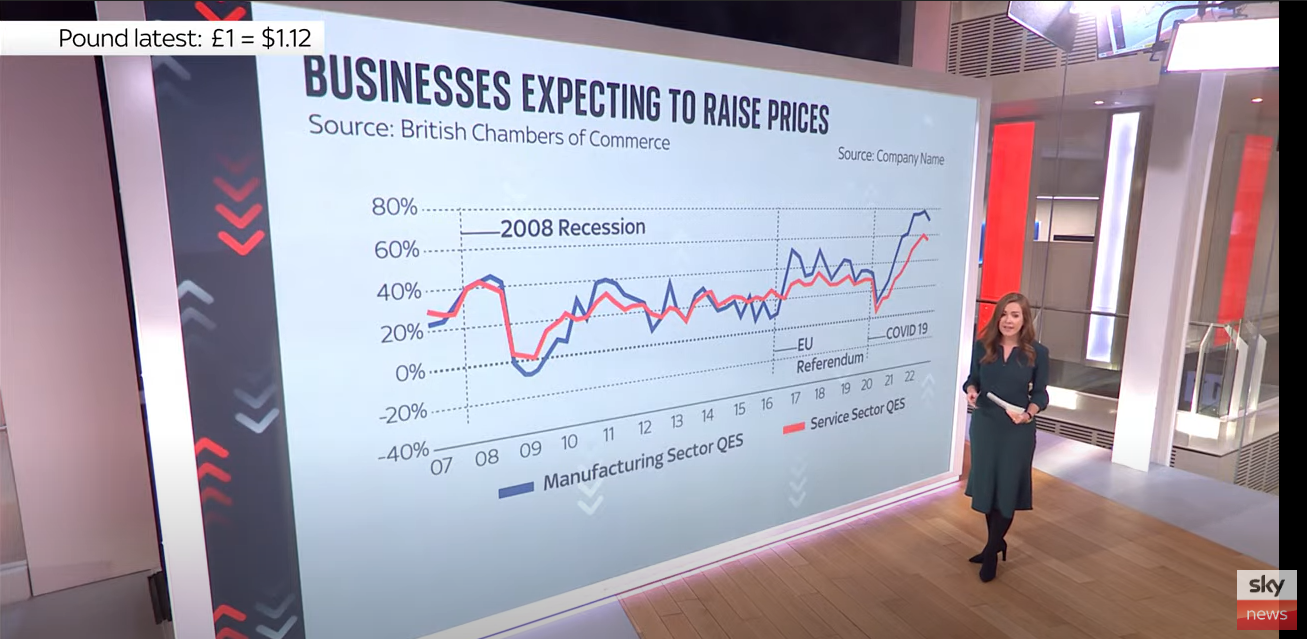 Pound latest: £1 = $1.12
BUSINESSES EXPECTING TO RAISE PRICES
Source: British Chambers of Commerce
Source: Company Name
80%
60%
40%
20%
0%
-20%
-40%
2008 Recession
EU
Referendum
COVID 19
07 08 09 10 11 12 13 14 15 16 17 18 19 20 21 22
Manufacturing Sector QES
Service Sector QES
sky
news